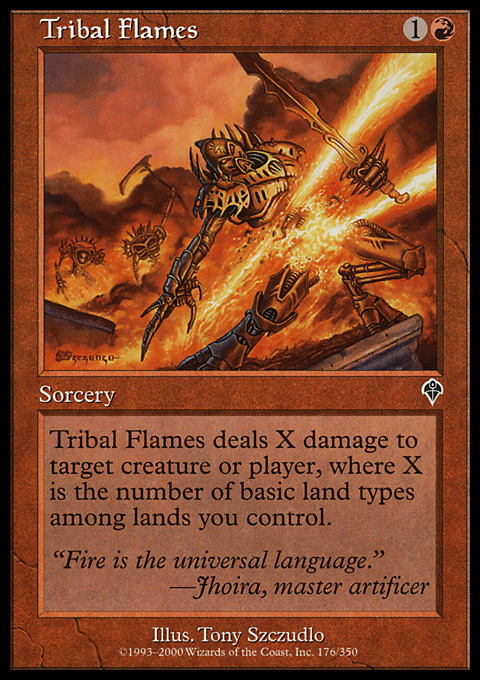 Tribal Flames 1
Sorcery
Tribal Flames deals X damage to
target creature or player, where X
is the number of basic land types
among lands you control.
“Fire is the universal language.”
—Jhoira, master artificer
Illus. Tony Szczudlo
©1993–2000 Wizards of the Coast, Inc. 176/350